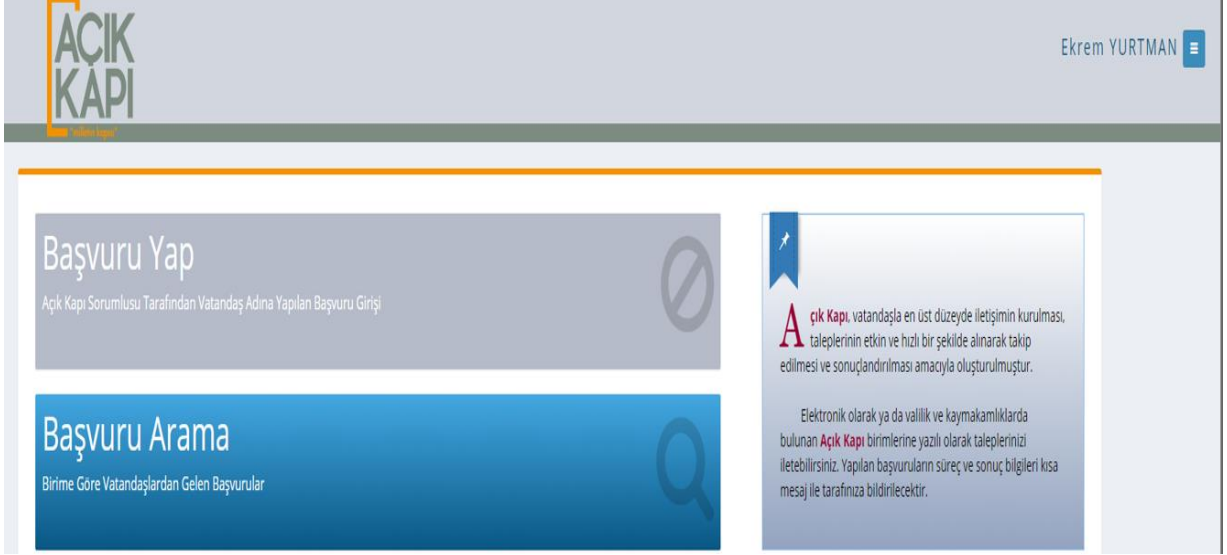 AÇIK
KAPI
"milletin kapısı"
Ekrem YURTMAN
Başvuru Yap
Açık Kapı Sorumlusu Tarafından Vatandaş Adına Yapılan Başvuru Girişi
Başvuru Arama
Birime Göre Vatandaşlardan Gelen Başvurular
Açık Kapı, vatandaşla en üst düzeyde iletişimin kurulması,
taleplerinin etkin ve hızlı bir şekilde alınarak takip
edilmesi ve sonuçlandırılması amacıyla oluşturulmuştur.
Elektronik olarak ya da valilik ve kaymakamlıklarda
bulunan Açık Kapı birimlerine yazılı olarak taleplerinizi
iletebilirsiniz. Yapılan başvuruların süreç ve sonuç bilgileri kısa
mesaj ile tarafınıza bildirilecektir.